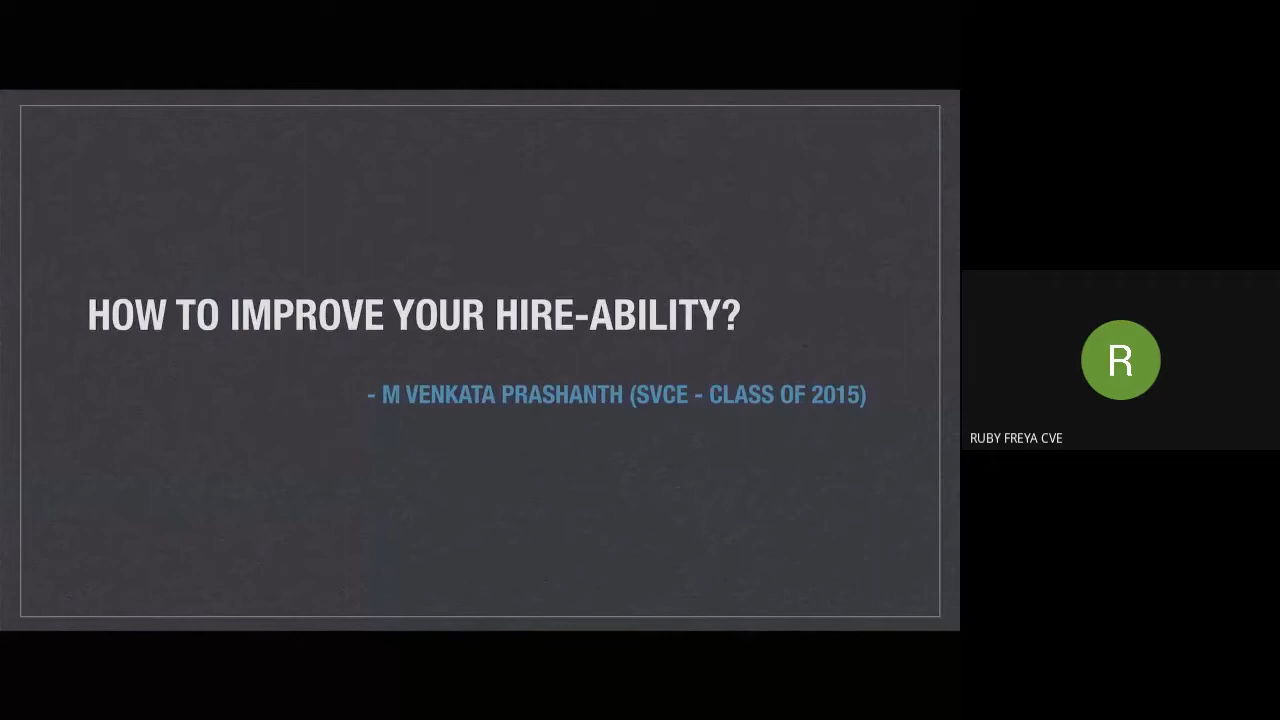 HOW TO IMPROVE YOUR HIRE-ABILITY?
- M VENKATA PRASHANTH (SVCE - CLASS OF 2015)
R
RUBY FREYA CVE